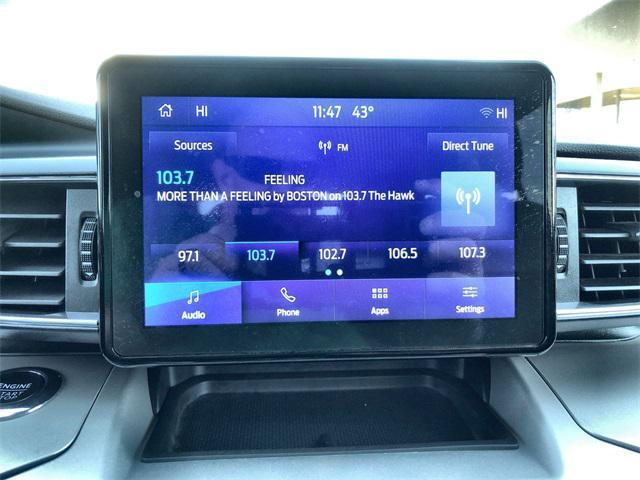 HI 11:47 43° HI
Sources FM Direct Tune
103.7 FEELING
MORE THAN A FEELING by BOSTON on 103.7 The Hawk
97.1 103.7 102.7 106.5 107.3
Audio Phone Apps Settings
ENGINE
START
STOP